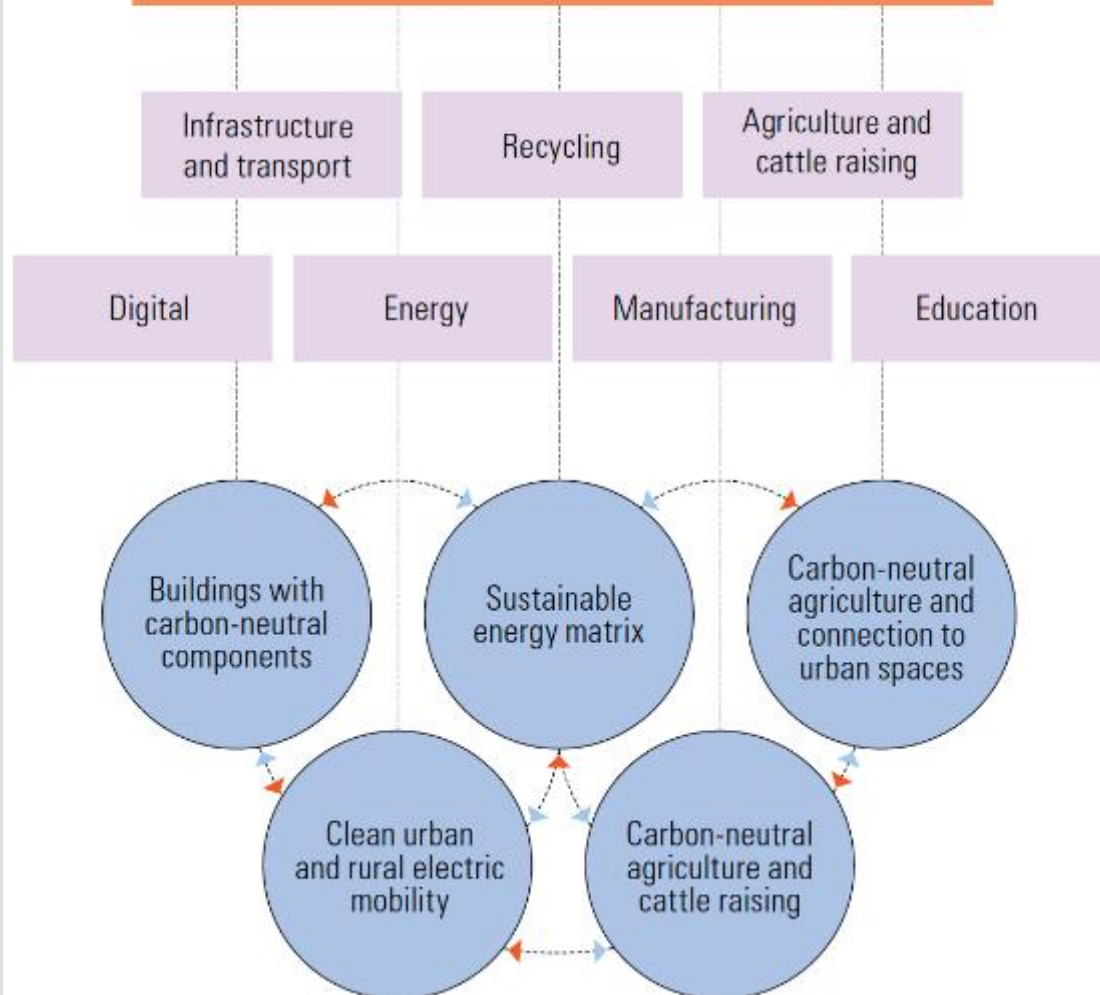 Infrastructure
and transport
Recycling
Agriculture and
cattle raising
Digital
Energy
Manufacturing
Education
Buildings with
carbon-neutral
components
Sustainable
energy matrix
Carbon-neutral
agriculture and
connection to
urban spaces
Clean urban
and rural electric
mobility
Carbon-neutral
agriculture and
cattle raising